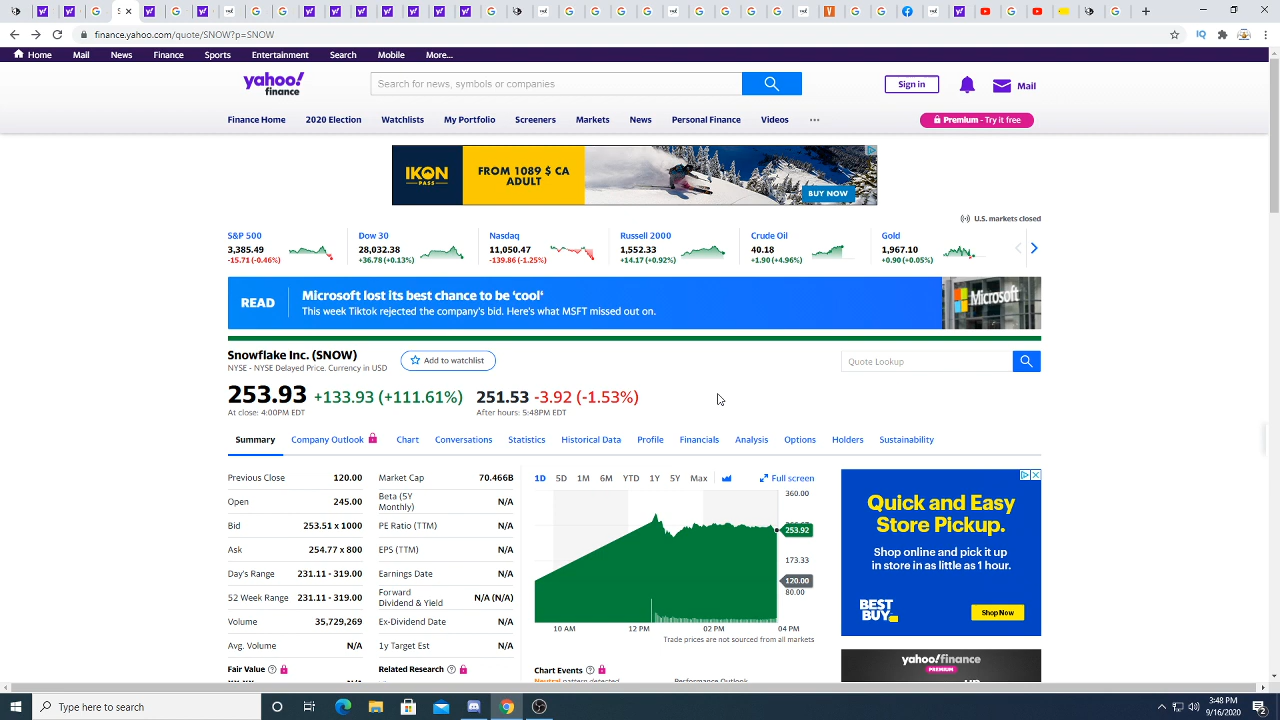 S
finance.yahoo.com/quote/SNOW?p=SNOW
Home Mail News Finance Sports Entertainment Search Mobile More...
yahoo!
finance
Search for news, symbols or companies
Sign in
Mail
Finance Home 2020 Election Watchlists My Portfolio Screeners Markets News Personal Finance Videos ...
Premium - Try it free
IKON
PASS
FROM 1089 $ CA
ADULT
BUY NOW
U.S. markets closed
S&P 500
3,385.49
-15.71 (-0.46%)
Dow 30
28,032.38
+36.78 (+0.13%)
Nasdaq
11,050.47
-139.86 (-1.25%)
Russell 2000
1,552.33
+14.17 (+0.92%)
Crude Oil
40.18
+1.90 (+4.96%)
Gold
1,967.10
+0.90 (+0.05%)
READ
Microsoft lost its best chance to be 'cool'
This week Tiktok rejected the company's bid. Here's what MSFT missed out on.
Microsoft
Snowflake Inc. (SNOW)
NYSE - NYSE Delayed Price. Currency in USD
Add to watchlist
Quote Lookup
253.93 +133.93 (+111.61%)
At close: 4:00PM EDT
251.53 -3.92 (-1.53%)
After hours: 5:48PM EDT
Summary Company Outlook Chart Conversations Statistics Historical Data Profile Financials Analysis Options Holders Sustainability
Previous Close 120.00
Open 245.00
Bid 253.51 x 1000
Ask 254.77 x 800
Day's Range 231.11 - 319.00
52 Week Range 231.11 - 319.00
Volume 35,729,269
Avg. Volume N/A
Fair Value
Market Cap 70.466B
Beta (5Y
Monthly) N/A
PE Ratio (TTM) N/A
EPS (TTM) N/A
Earnings Date N/A
Forward
Dividend & Yield N/A (N/A)
Ex-Dividend Date N/A
1y Target Est N/A
Related Research
1D 5D 1M 6M YTD 1Y 5Y Max
Full screen
360.00
253.92
173.33
120.00
80.00
10 AM 12 PM 02 PM 04 PM
Trade prices are not sourced from all markets
Chart Events
Neutral pattern detected
Performance Outlook
Quick and Easy
Store Pickup.
Shop online and pick it up
in store in as little as 1 hour.
BEST
BUY
Shop Now
yahoo!finance
PREMIUM
Type here to search
3:48 PM
9/16/2020
2